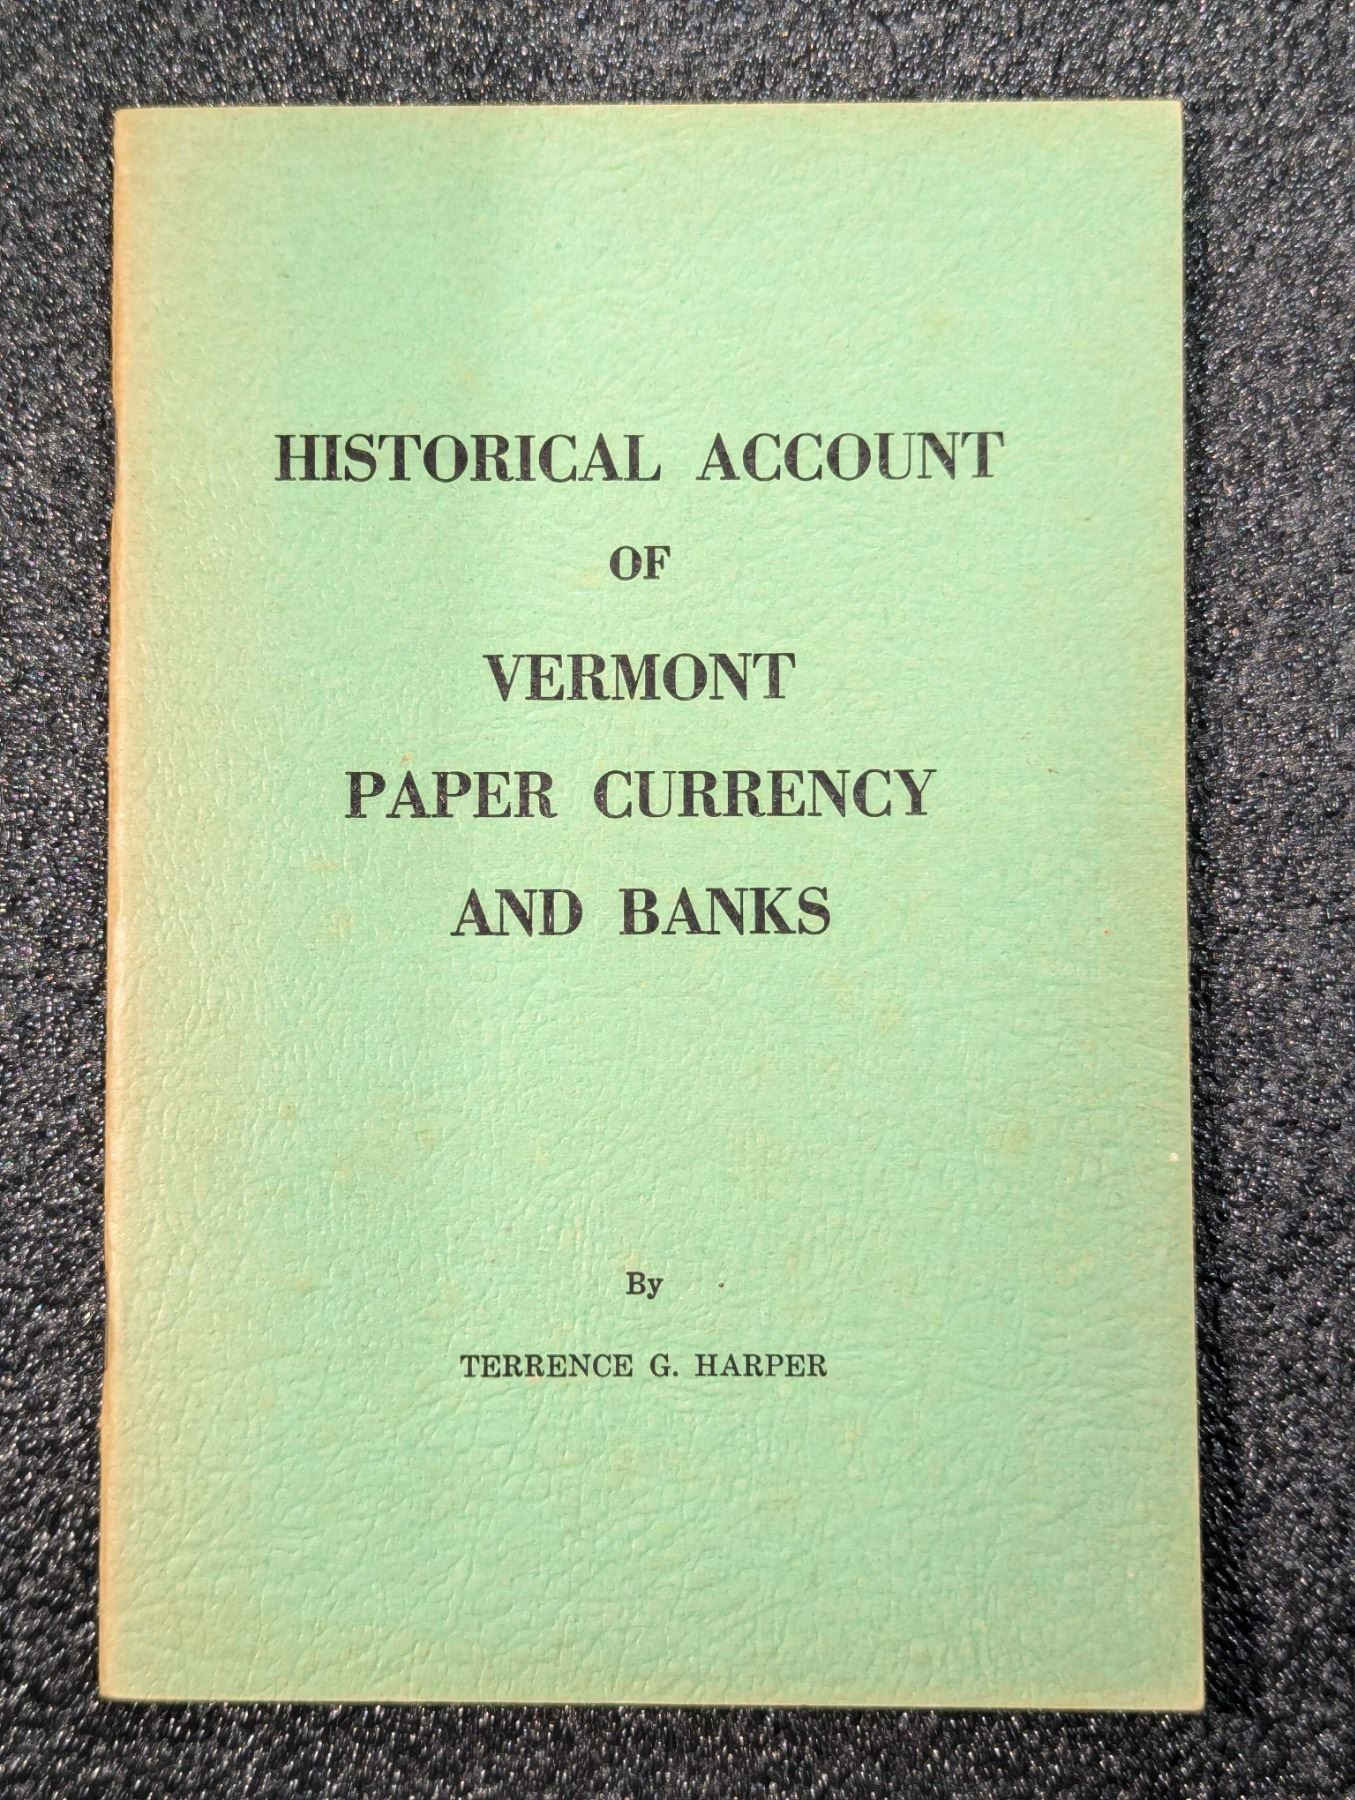 HISTORICAL ACCOUNT
OF
VERMONT
PAPER CURRENCY
AND BANKS
By
TERRENCE G. HARPER